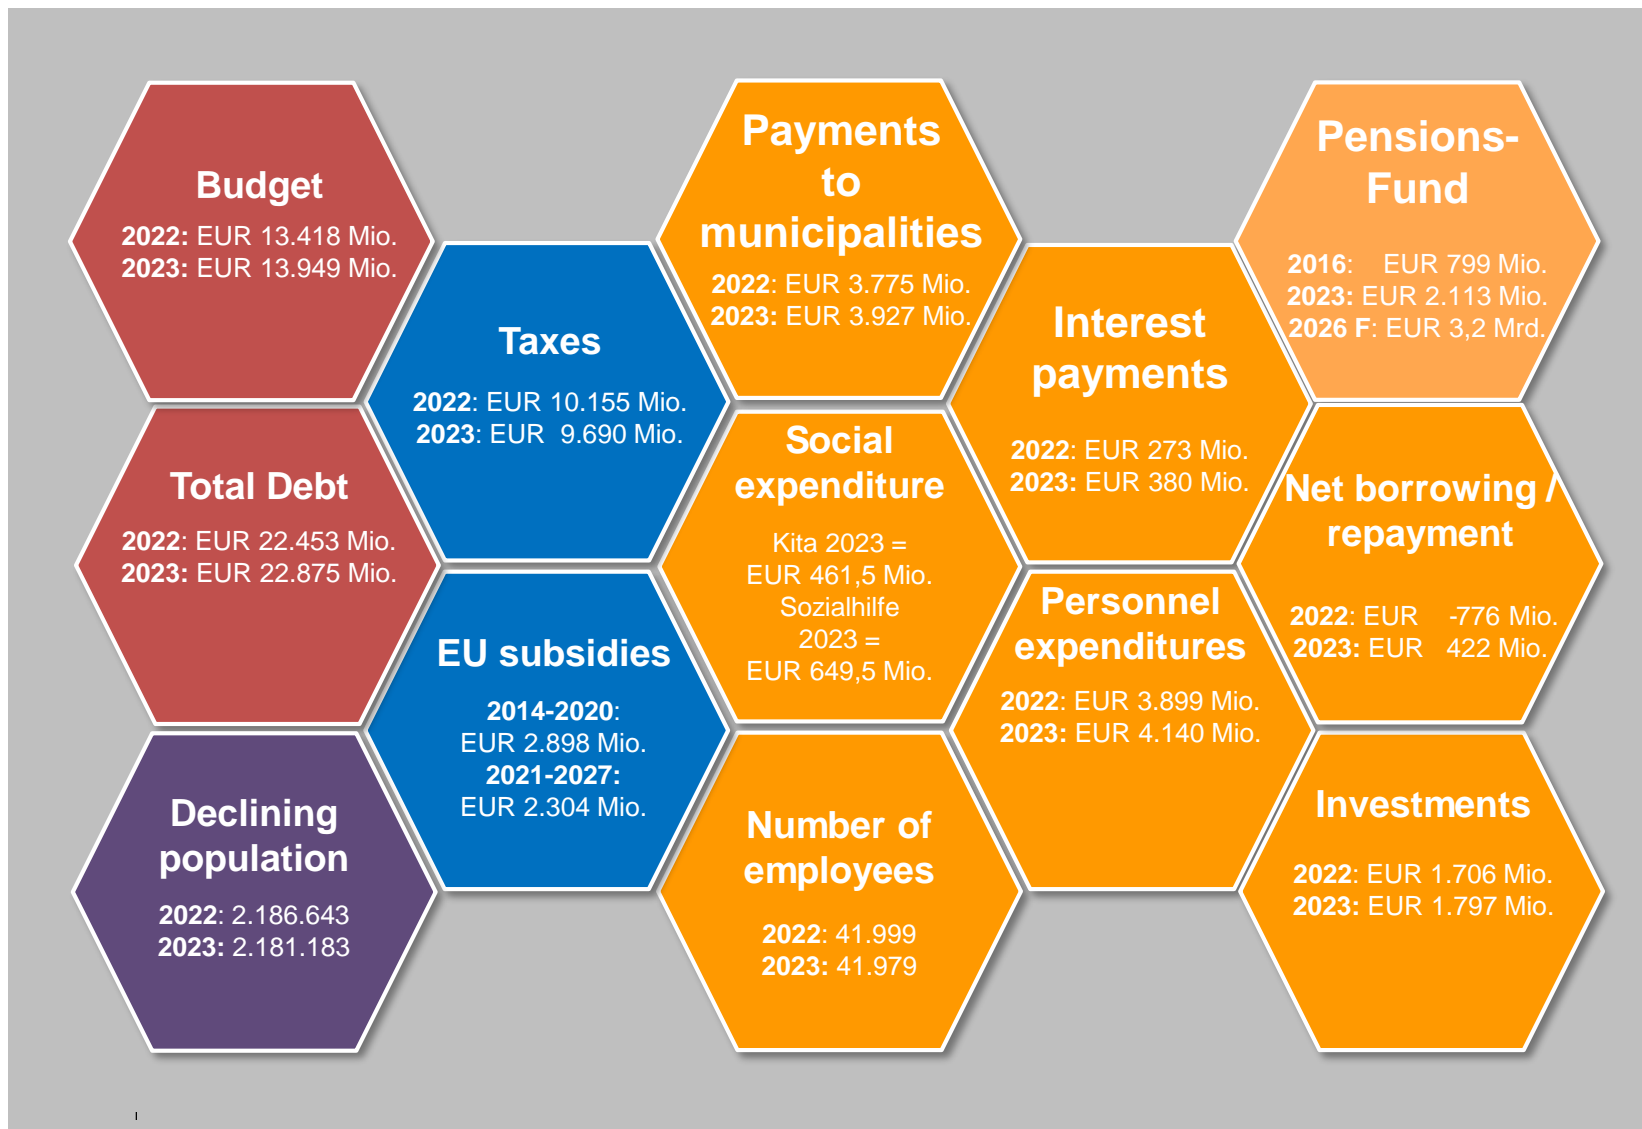 Budget
2022: EUR 13.418 Mio.
2023: EUR 13.949 Mio.
Total Debt
2022: EUR 22.453 Mio.
2023: EUR 22.875 Mio.
Declining
population
2022: 2.186.643
2023: 2.181.183
Taxes
2022: EUR 10.155 Mio.
2023: EUR 9.690 Mio.
EU subsidies
2014-2020:
EUR 2.898 Mio.
2021-2027:
EUR 2.304 Mio.
Payments
to
municipalities
2022: EUR 3.775 Mio.
2023: EUR 3.927 Mio.
Social
expenditure
Kita 2023 =
EUR 461,5 Mio.
Sozialhilfe
2023 =
EUR 649,5 Mio.
Number of
employees
2022: 41.999
2023: 41.979
Interest
payments
2022: EUR 273 Mio.
2023: EUR 380 Mio.
Personnel
expenditures
2022: EUR 3.899 Mio.
2023: EUR 4.140 Mio.
Pensions-
Fund
2016: EUR 799 Mio.
2023: EUR 2.113 Mio.
2026 F: EUR 3,2 Mrd.
Net borrowing /
repayment
2022: EUR -776 Mio.
2023: EUR 422 Mio.
Investments
2022: EUR 1.706 Mio.
2023: EUR 1.797 Mio.